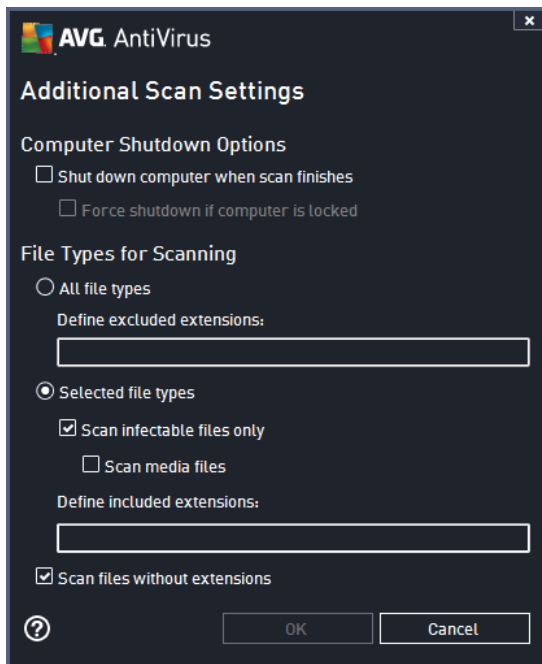 AVG. AntiVirus
Additional Scan Settings
Computer Shutdown Options
Shut down computer when scan finishes
Force shutdown if computer is locked
File Types for Scanning
All file types
Define excluded extensions:
Selected file types
Scan infectable files only
Scan media files
Define included extensions:
Scan files without extensions
?
OK
Cancel